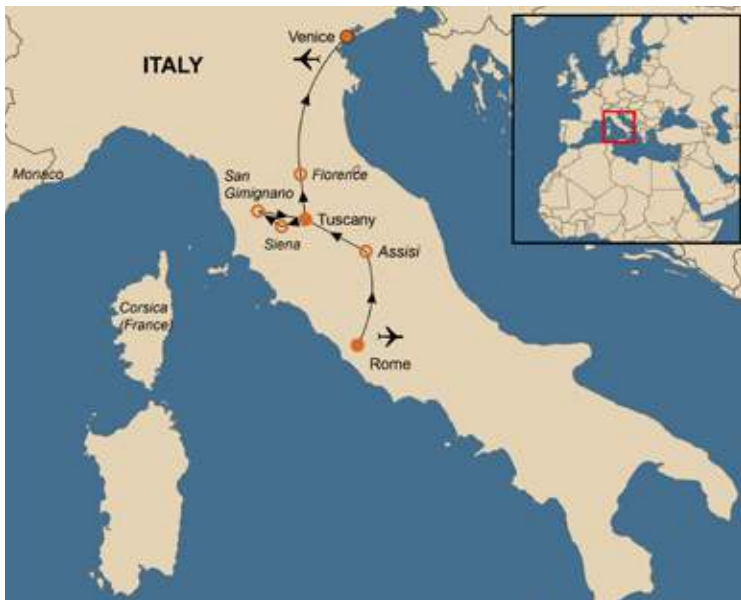 Venice
ITALY
Monaco
San
Gimignano
Florence
Tuscany
Siena
Assisi
Corsica
(France)
Rome